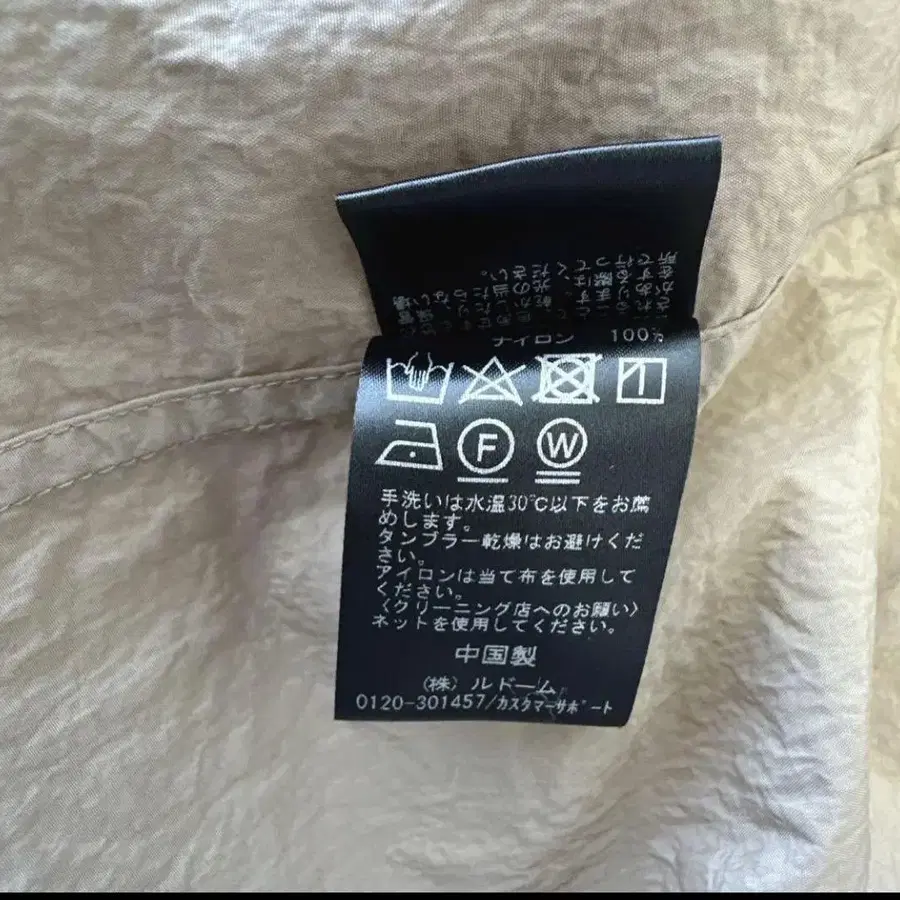 ナイロン 100%
F W
手洗いは水温30℃以下をお薦
めします。
タンブラー乾燥はお避けくだ
さい。
アイロンは当て布を使用して
ください。
〈クリーニング店へのお願い〉
ネットを使用してください。
中国製
(株) ルドーム
0120-301457/カスタマーサポート